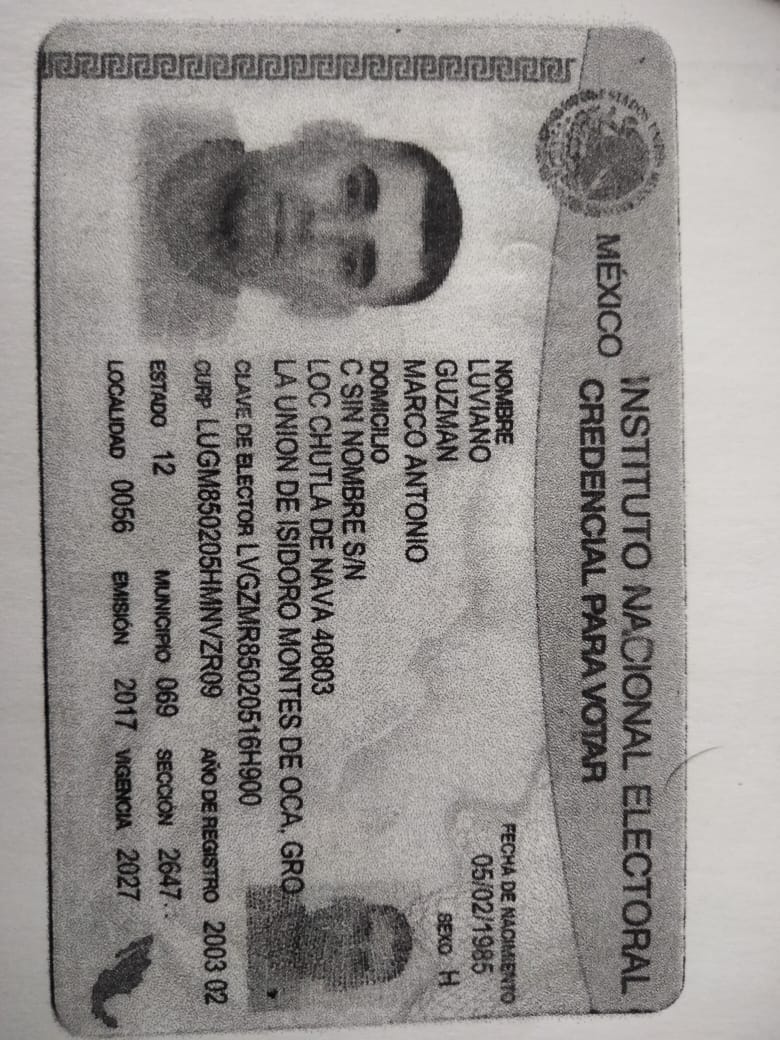 MÉXICO
INSTITUTO NACIONAL ELECTORAL
CREDENCIAL PARA VOTAR
NOMBRE
LUVIANO
GUZMAN
MARCO ANTONIO
FECHA DE NACIMIENTO
05/02/1985
SEXO H
DOMICILIO
C SIN NOMBRE S/N
LOC CHUTLA DE NAVA 40803
LA UNION DE ISIDORO MONTES DE OCA, GRO.
CLAVE DE ELECTOR LVGZMR85020516H900
CURP LUGM850205HMNVZR09 AÑO DE REGISTRO 2003 02
ESTADO 12 MUNICIPIO 069 SECCIÓN 2647
LOCALIDAD 0056 EMISIÓN 2017 VIGENCIA 2027